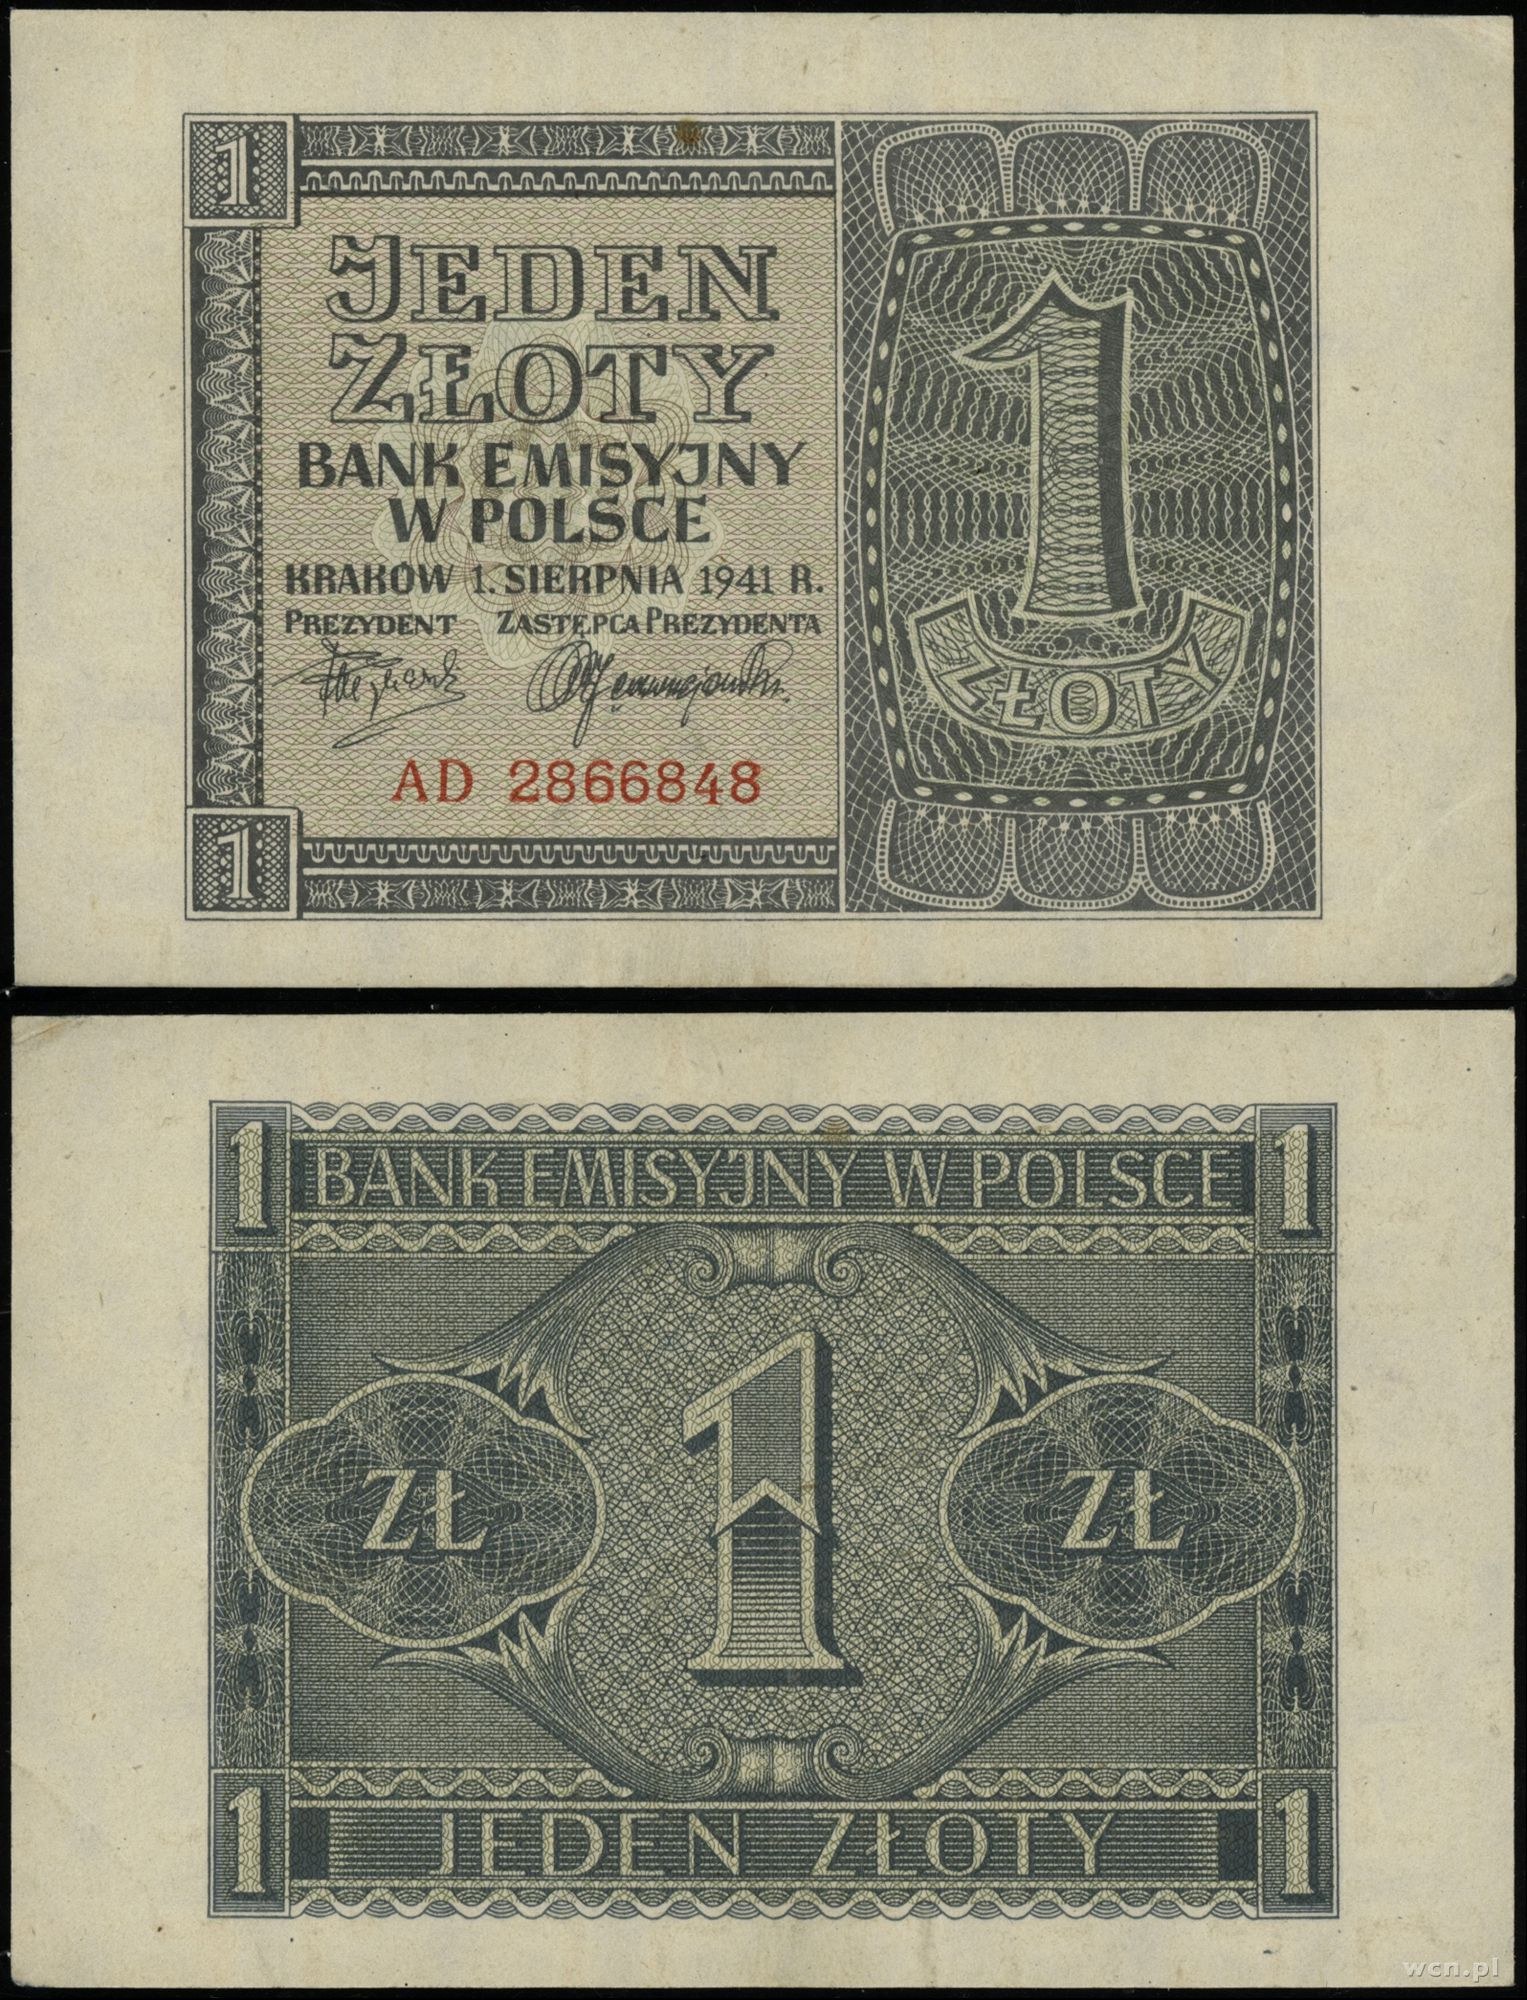 1
JEDEN
ZŁOTY
BANK EMISYJNY
W POLSCE
KRAKÓW 1. SIERPNIA 1941 R.
PREZYDENT ZASTĘPCA PREZYDENTA
AD 2866848
1
1
ZŁOTY
1 BANK EMISYJNY W POLSCE 1
ZŁ 1 ZŁ
1 JEDEN ZŁOTY 1
wcn.pl